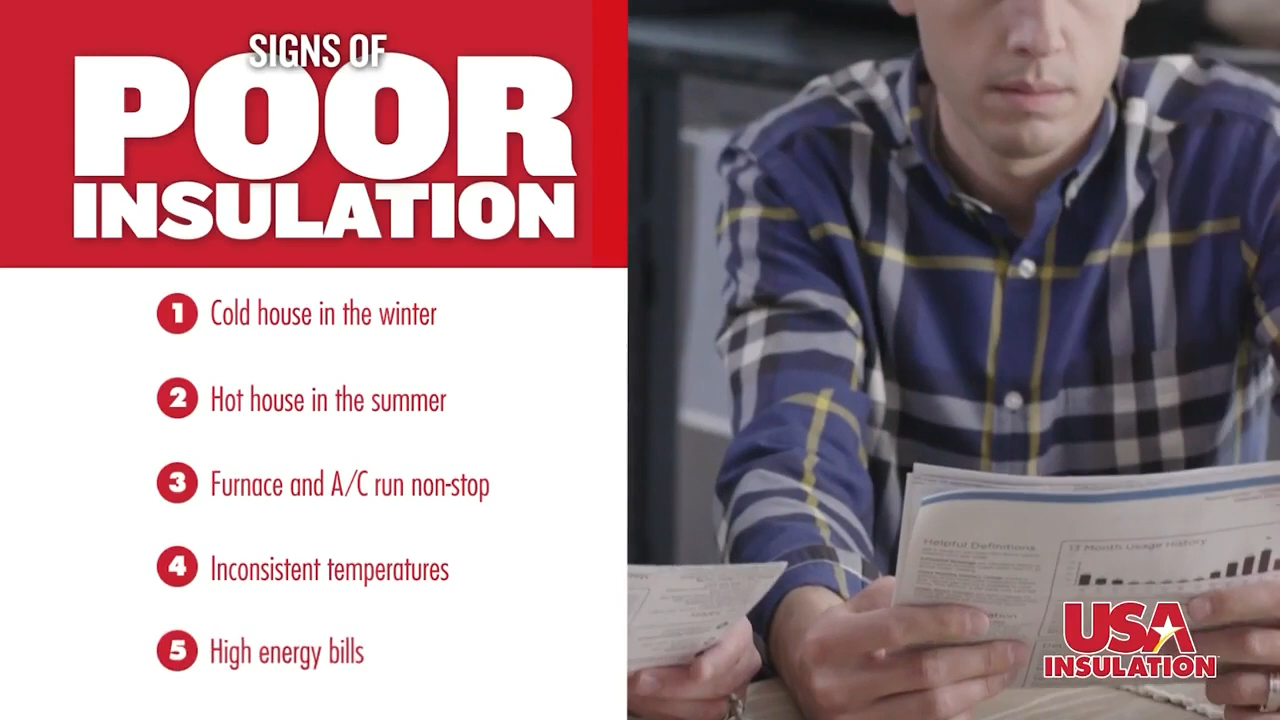 SIGNS OF
POOR
INSULATION
1 Cold house in the winter
2 Hot house in the summer
3 Furnace and A/C run non-stop
4 Inconsistent temperatures
5 High energy bills
Helpful Definitions
12 Month Usage History
USA
INSULATION